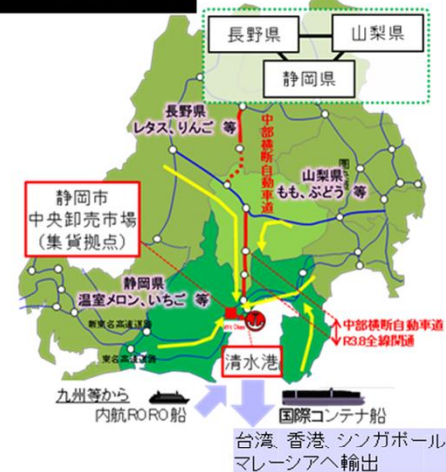 長野県
山梨県
静岡県
長野県
レタス、りんご 等
中部横断自動車道
山梨県
もも、ぶどう 等
静岡市
中央卸売市場
(集貨拠点)
静岡県
温室メロン、いちご 等
新東名高速道路
東名高速道路
中部横断自動車道
R3.8全線開通
清水港
九州等から
内航RORO船
国際コンテナ船
台湾、香港、シンガポール
マレーシアへ輸出